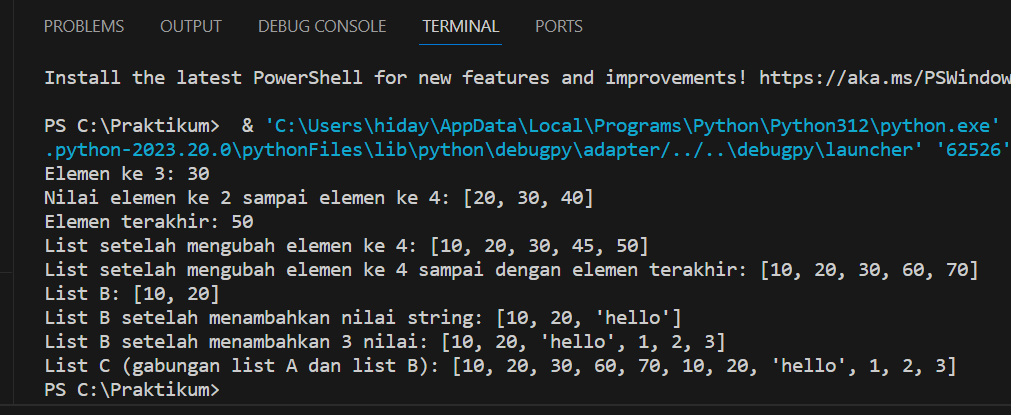 PROBLEMS OUTPUT DEBUG CONSOLE TERMINAL PORTS
Install the latest PowerShell for new features and improvements! https://aka.ms/PSWindow
PS C:\Praktikum>  & 'C:\Users\hiday\AppData\Local\Programs\Python\Python312\python.exe'
.python-2023.20.0\pythonFiles\lib\python\debugpy\adapter/../..\debugpy\launcher' '62526'
Elemen ke 3: 30
Nilai elemen ke 2 sampai elemen ke 4: [20, 30, 40]
Elemen terakhir: 50
List setelah mengubah elemen ke 4: [10, 20, 30, 45, 50]
List setelah mengubah elemen ke 4 sampai dengan elemen terakhir: [10, 20, 30, 60, 70]
List B: [10, 20]
List B setelah menambahkan nilai string: [10, 20, 'hello']
List B setelah menambahkan 3 nilai: [10, 20, 'hello', 1, 2, 3]
List C (gabungan list A dan list B): [10, 20, 30, 60, 70, 10, 20, 'hello', 1, 2, 3]
PS C:\Praktikum>